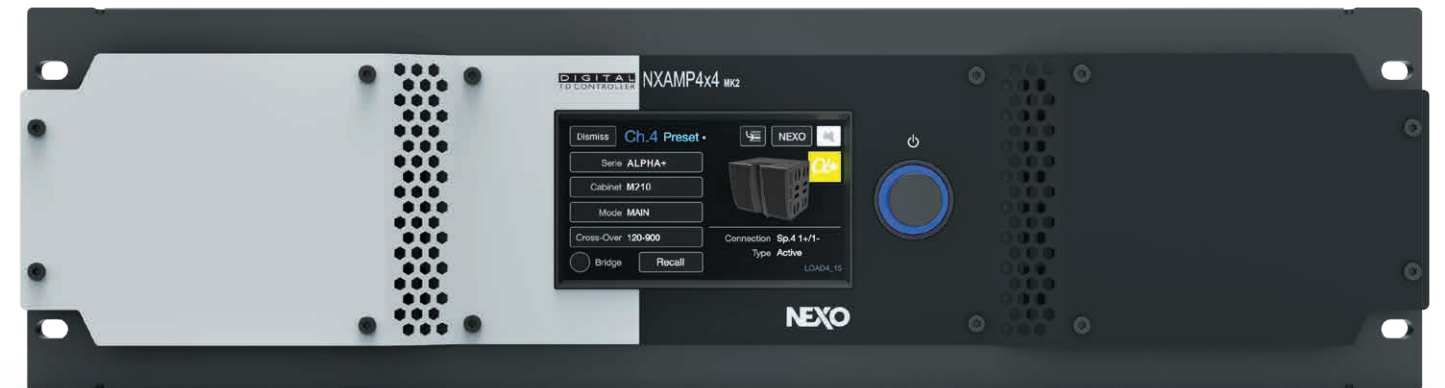 DIGITAL
TD CONTROLLER
NXAMP4x4 MK2
Dismiss
Ch.4 Preset
NEXO
α+
Serie ALPHA+
Cabinet M210
Mode MAIN
Cross-Over 120-900
Connection Sp.4 1+/1-
Type Active
Bridge
Recall
LOAD4_15
NEXO